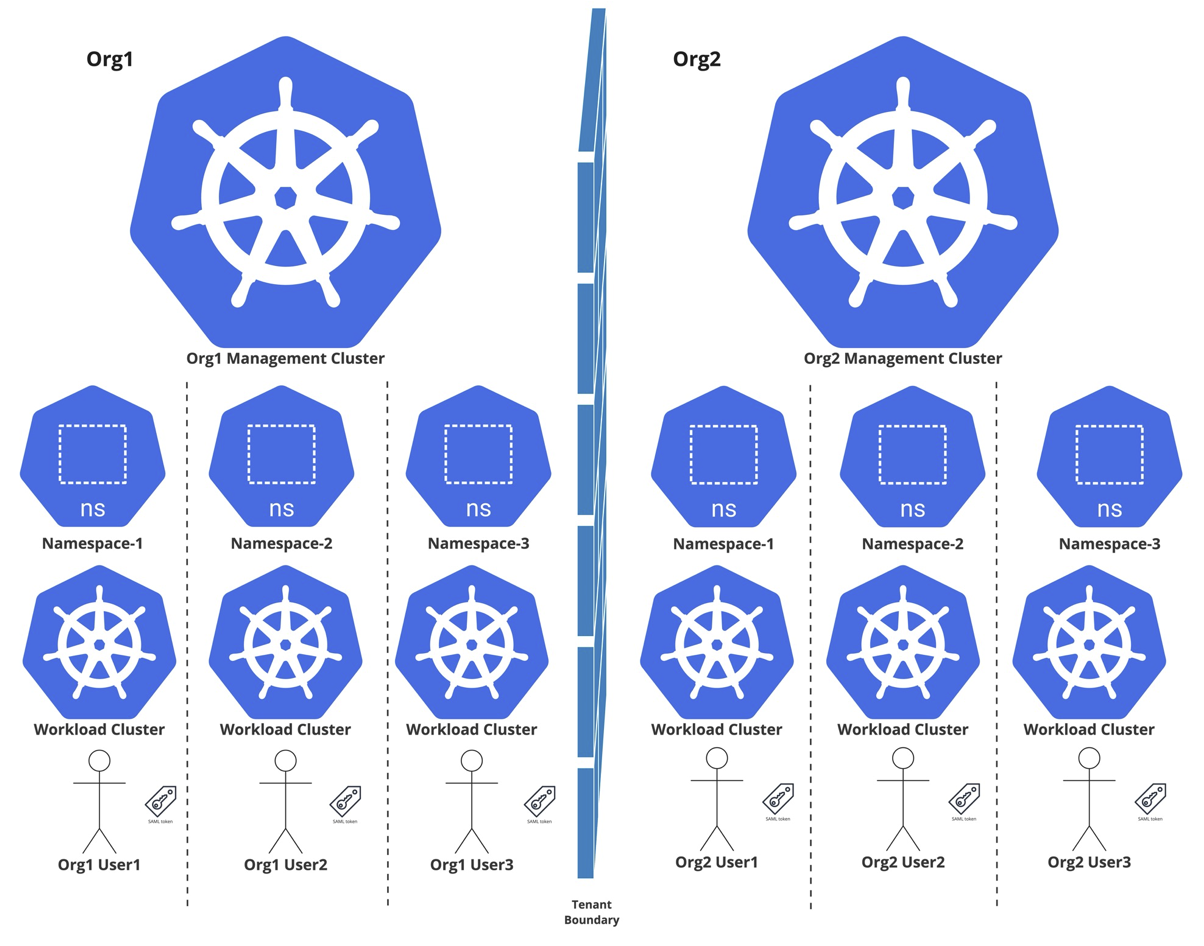 Org1
Org2
Org1 Management Cluster
Org2 Management Cluster
ns
ns
ns
ns
ns
ns
Namespace-1
Namespace-2
Namespace-3
Namespace-1
Namespace-2
Namespace-3
Workload Cluster
Workload Cluster
Workload Cluster
Workload Cluster
Workload Cluster
Workload Cluster
SAML token
SAML token
SAML token
SAML token
SAML token
SAML token
Org1 User1
Org1 User2
Org1 User3
Org2 User1
Org2 User2
Org2 User3
Tenant
Boundary